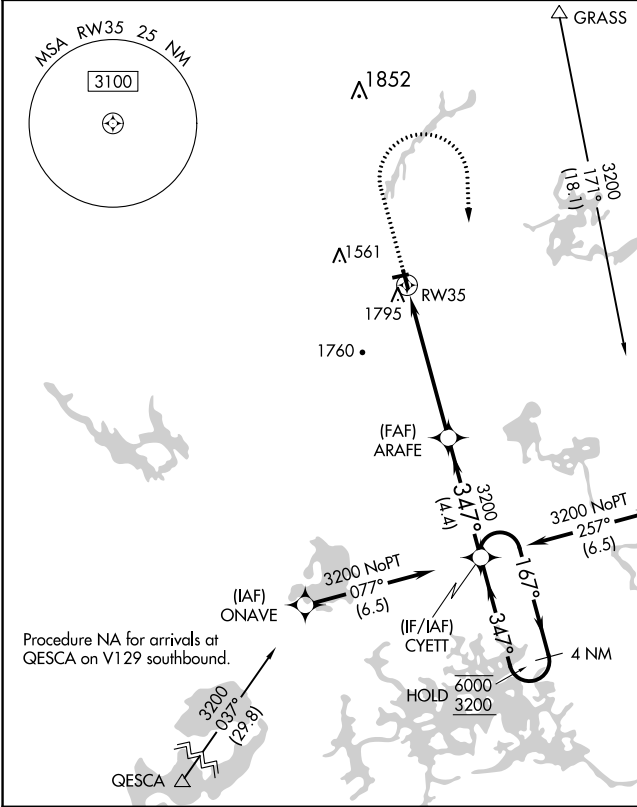 MSA RW35 25 NM
3100
1852
GRASS
3200
171°
(18.1)
1561
RW35
1795
1760
(FAF)
ARAFE
3200
347°
(4.4)
3200 NoPT
257°
(6.5)
3200 NoPT
077°
(6.5)
(IAF)
ONAVE
167°
(IF/IAF)
CYETT
347°
4 NM
HOLD
6000
3200
Procedure NA for arrivals at
QESCA on V129 southbound.
3200
037°
(29.8)
QESCA